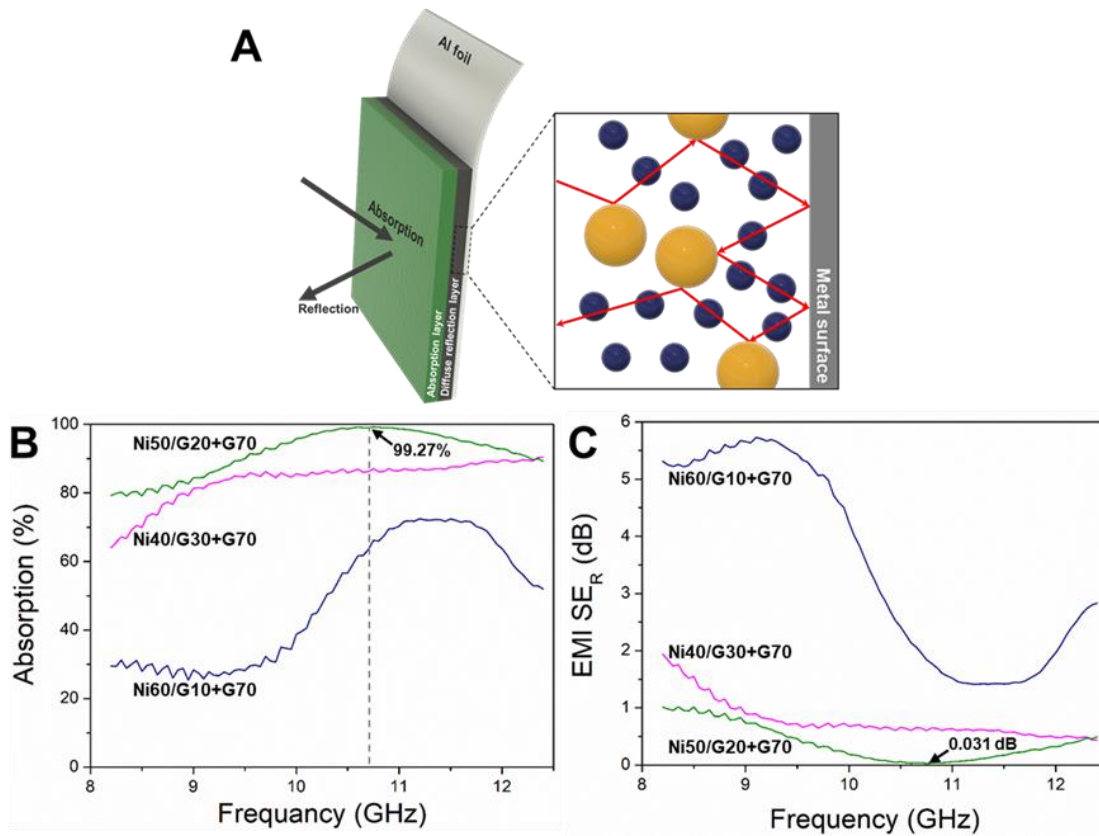 A
Al foil
Absorption
Reflection
Absorption layer
Diffuse reflection layer
Metal surface
B
100
80
60
40
20
0
8
9
10
11
12
Absorption (%)
Frequancy (GHz)
Ni50/G20+G70
99.27%
Ni40/G30+G70
Ni60/G10+G70
C
6
5
4
3
2
1
0
8
9
10
11
12
EMI SER (dB)
Frequency (GHz)
Ni60/G10+G70
Ni40/G30+G70
Ni50/G20+G70
0.031 dB